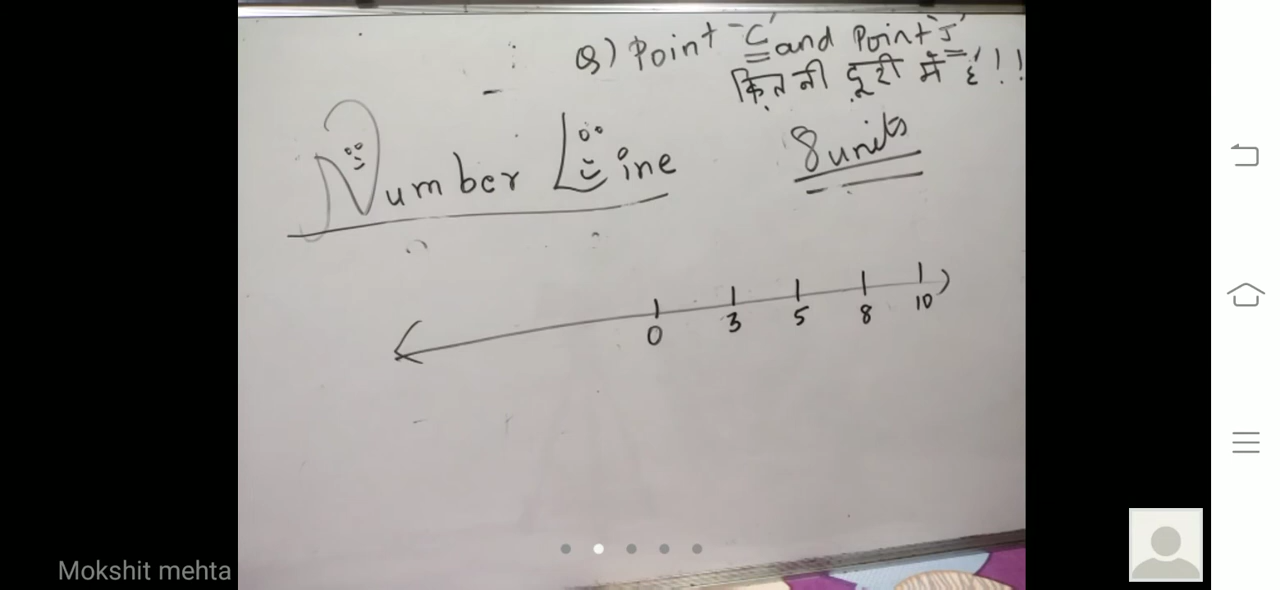 Q) Point 'C' and Point 'J'
कितनी दूरी में है'!!
Number Line
8 units
0 3 5 8 10
Mokshit mehta